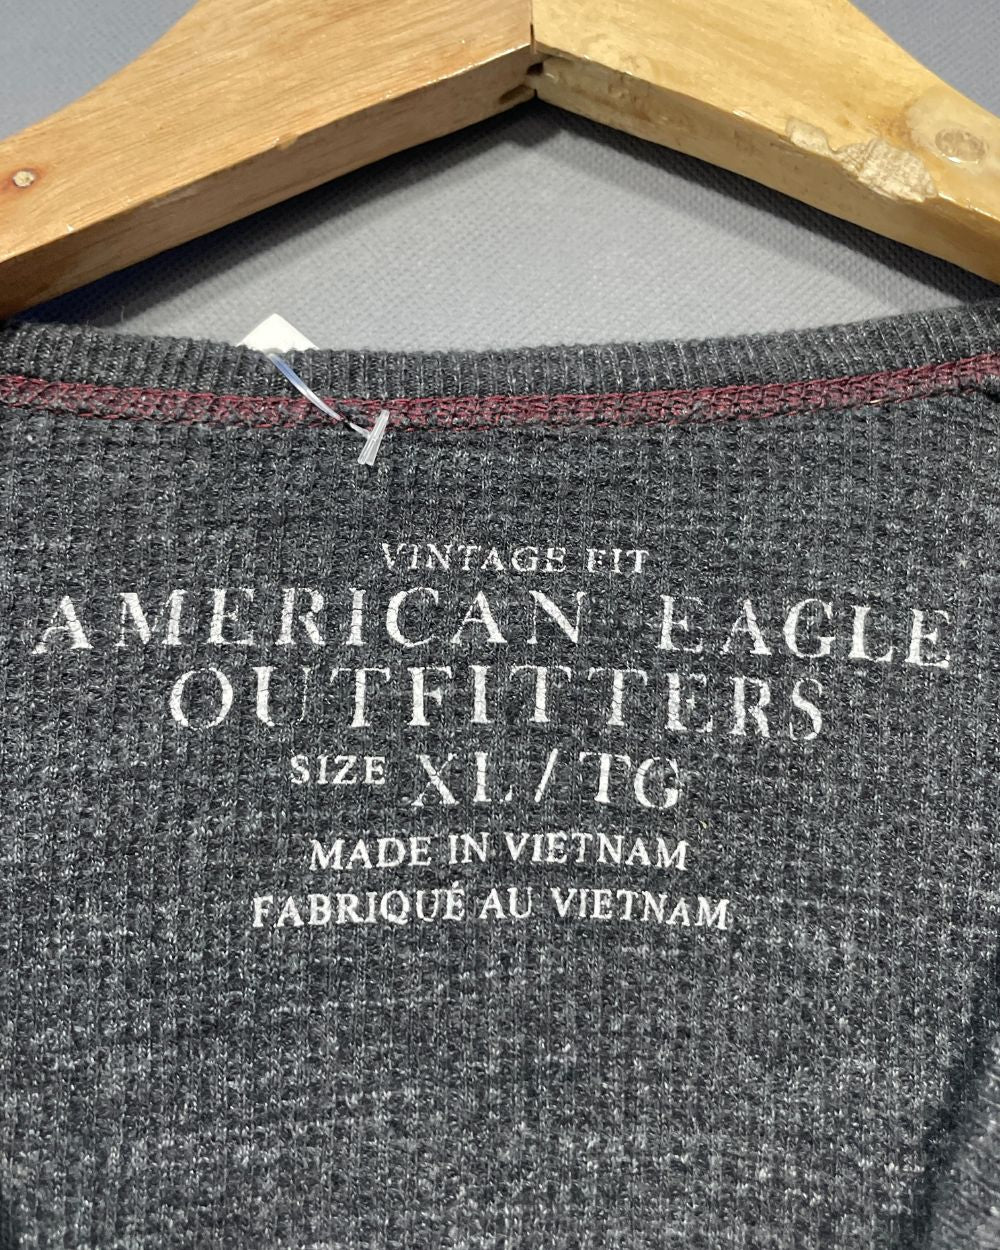 VINTAGE FIT
AMERICAN EAGLE
OUTFITTERS
SIZE XL / TG
MADE IN VIETNAM
FABRIQUÉ AU VIETNAM